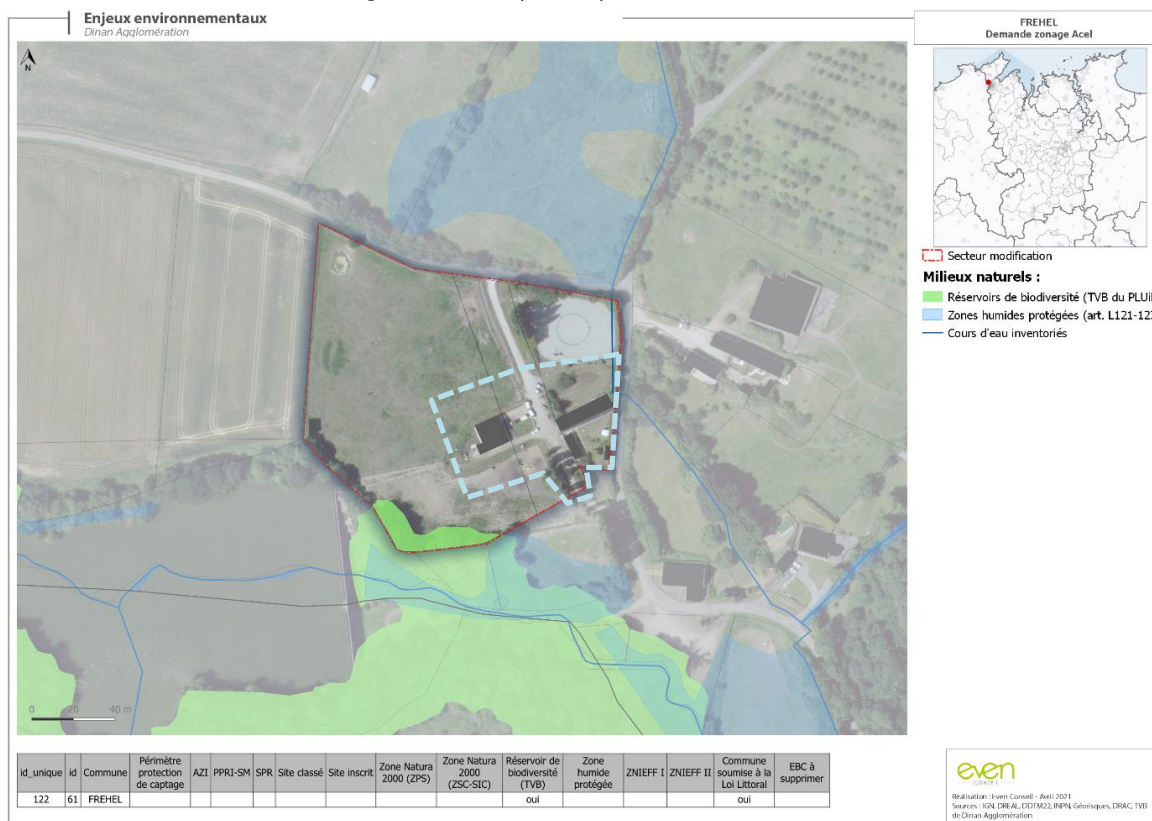 Enjeux environnementaux
Dinan Agglomération
N
0 20 40 m
FREHEL
Demande zonage Acel
Secteur modification
Milieux naturels :
Réservoirs de biodiversité (TVB du PLUi
Zones humides protégées (art. L121-12
Cours d'eau inventoriés
id_unique id Commune Périmètre protection de captage AZI PPRI-SM SPR Site classé Site inscrit Zone Natura 2000 (ZPS) Zone Natura 2000 (ZSC-SIC) Réservoir de biodiversité (TVB) Zone humide protégée ZNIEFF I ZNIEFF II Commune soumise à la Loi Littoral EBC à supprimer
122 61 FREHEL oui oui
even
CONSEIL
Réalisation : Even Conseil - Avril 2021
Sources : IGN, DREAL, DDTM22, INPN, Géorisques, DRAC, TVB
de Dinan Agglomération